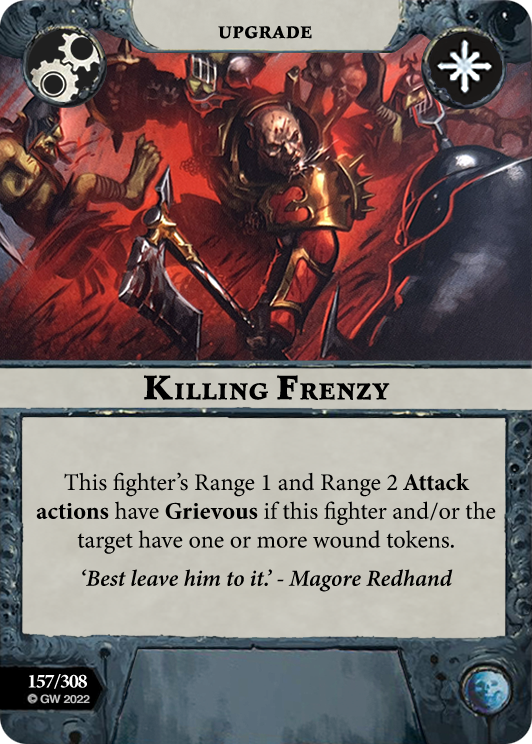 UPGRADE
KILLING FRENZY
This fighter's Range 1 and Range 2 Attack
actions have Grievous if this fighter and/or the
target have one or more wound tokens.
‘Best leave him to it.’ - Magore Redhand
157/308
© GW 2022